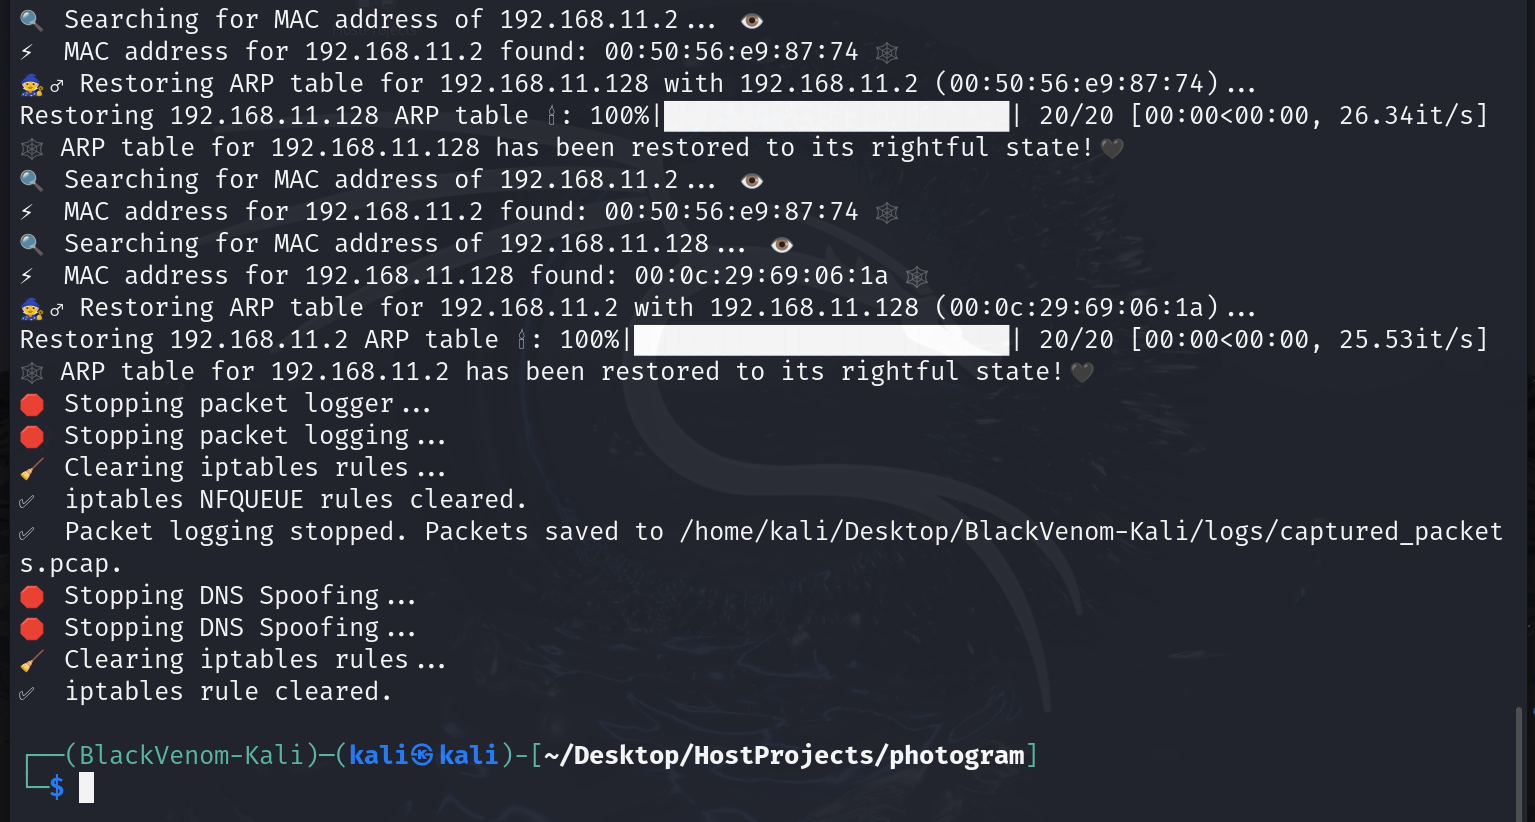 🔍 Searching for MAC address of 192.168.11.2... 👁️
⚡ MAC address for 192.168.11.2 found: 00:50:56:e9:87:74 🕸️
🧙♂ Restoring ARP table for 192.168.11.128 with 192.168.11.2 (00:50:56:e9:87:74)...
Restoring 192.168.11.128 ARP table 🕯: 100%|███████████████████████| 20/20 [00:00<00:00, 26.34it/s]
🕸️ ARP table for 192.168.11.128 has been restored to its rightful state!🖤
🔍 Searching for MAC address of 192.168.11.2... 👁️
⚡ MAC address for 192.168.11.2 found: 00:50:56:e9:87:74 🕸️
🔍 Searching for MAC address of 192.168.11.128... 👁️
⚡ MAC address for 192.168.11.128 found: 00:0c:29:69:06:1a 🕸️
🧙♂ Restoring ARP table for 192.168.11.2 with 192.168.11.128 (00:0c:29:69:06:1a)...
Restoring 192.168.11.2 ARP table 🕯: 100%|█████████████████████████| 20/20 [00:00<00:00, 25.53it/s]
🕸️ ARP table for 192.168.11.2 has been restored to its rightful state!🖤
🛑 Stopping packet logger...
🛑 Stopping packet logging...
🧹 Clearing iptables rules...
✅ iptables NFQUEUE rules cleared.
✅ Packet logging stopped. Packets saved to /home/kali/Desktop/BlackVenom-Kali/logs/captured_packet
s.pcap.
🛑 Stopping DNS Spoofing...
🛑 Stopping DNS Spoofing...
🧹 Clearing iptables rules...
✅ iptables rule cleared.
┌──(BlackVenom-Kali)─(kali㉿kali)-[~/Desktop/HostProjects/photogram]
└─$